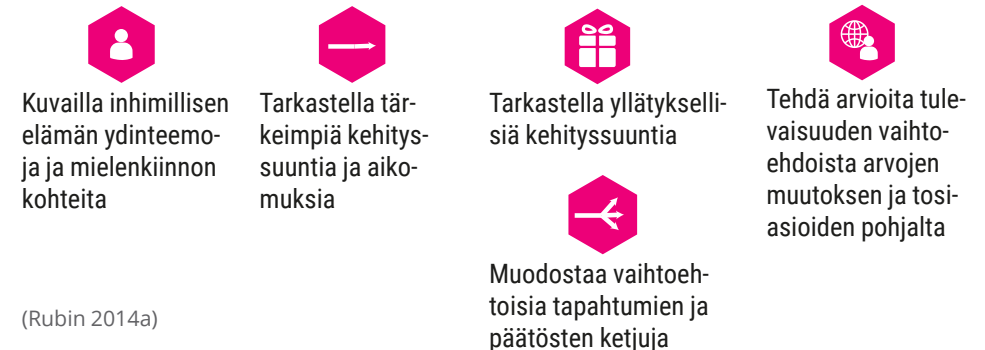 Kuvailla inhimillisen
elämän ydinteemo-
ja ja mielenkiinnon
kohteita
Tarkastella tär-
keimpiä kehitys-
suuntia ja aiko-
muksia
Tarkastella yllätykselli-
siä kehityssuuntia
Muodostaa vaihtoeh-
toisia tapahtumien ja
päätösten ketjuja
Tehdä arvioita tule-
vaisuuden vaihto-
ehdoista arvojen
muutoksen ja tosi-
asioiden pohjalta
(Rubin 2014a)